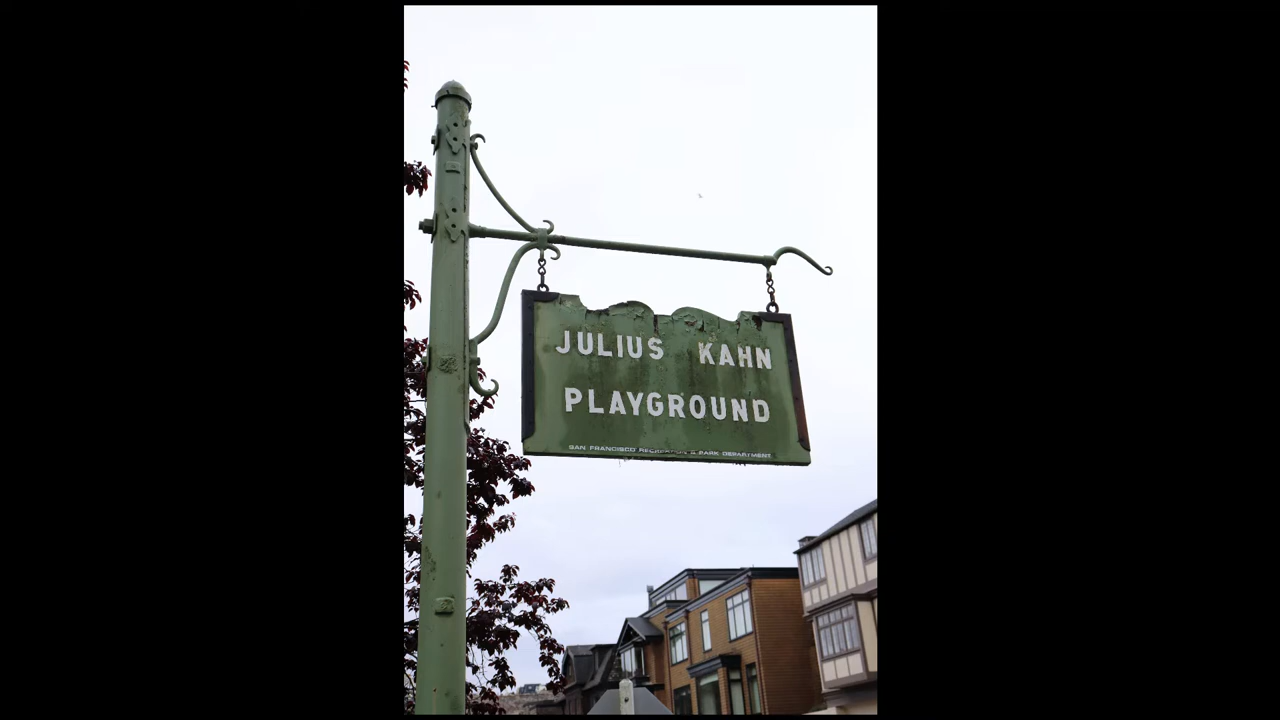 JULIUS KAHN
PLAYGROUND
SAN FRANCISCO RECREATION & PARK DEPARTMENT